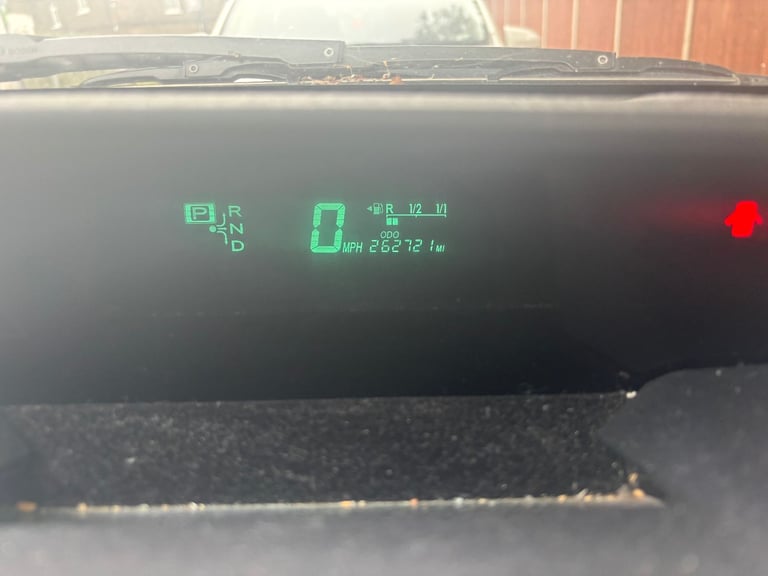 P R
N
D
0 MPH
R 1/2 1/1
ODO
262721 MI